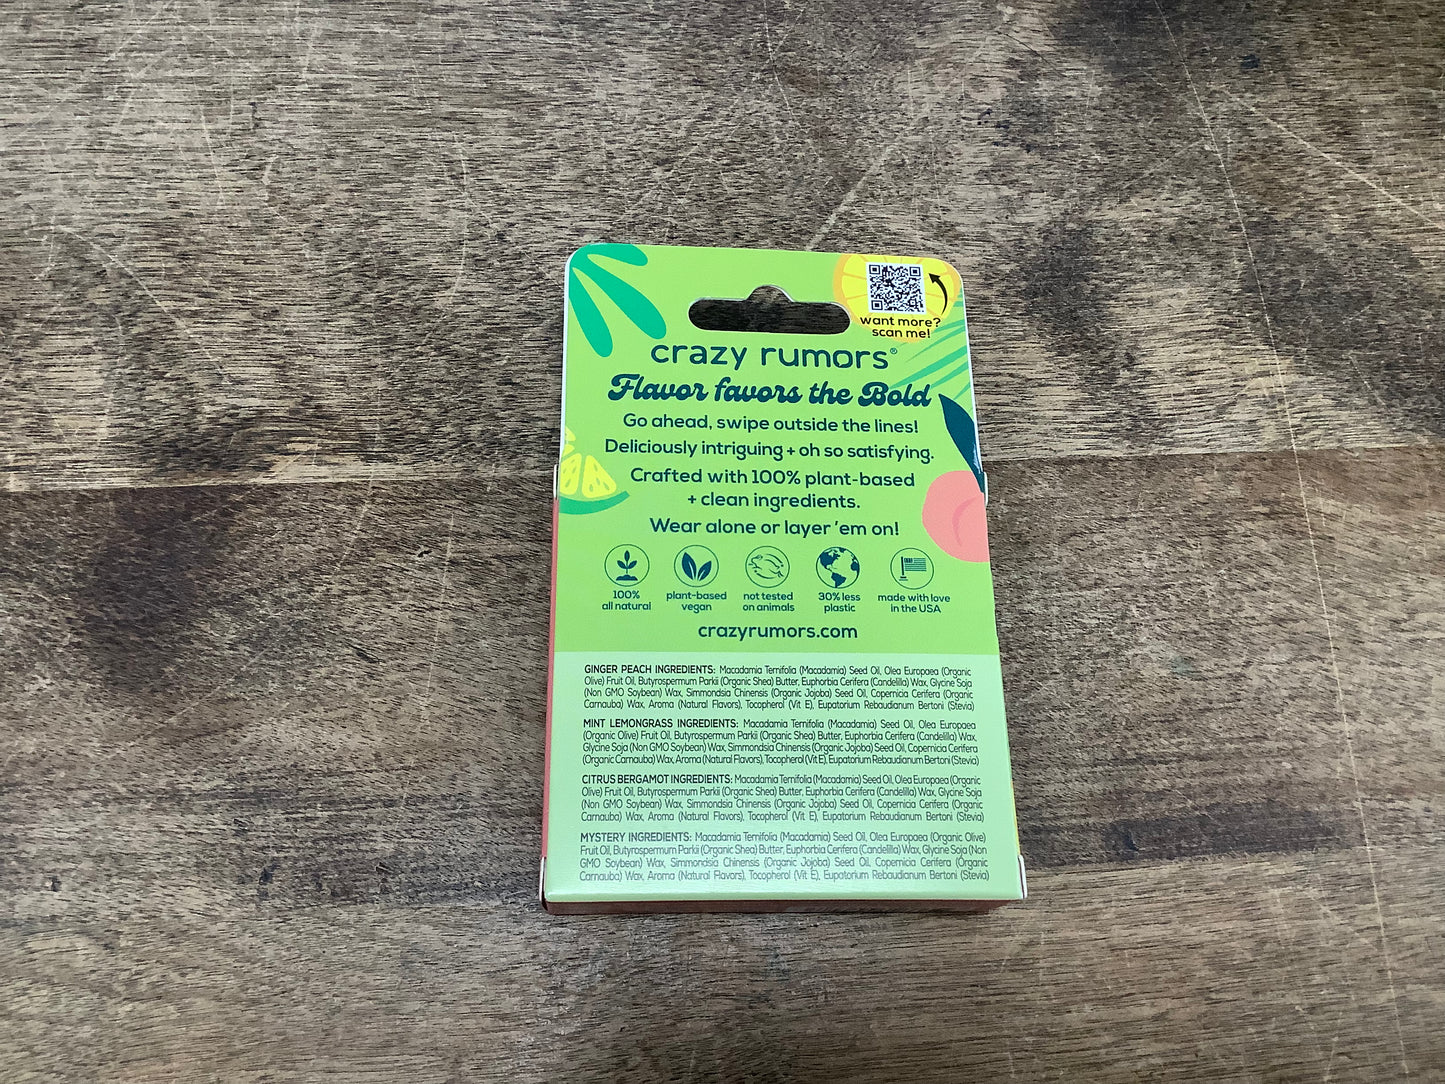 want more?
scan me!
crazy rumors®
Flavor favors the Bold
Go ahead, swipe outside the lines!
Deliciously intriguing + oh so satisfying.
Crafted with 100% plant-based
+ clean ingredients.
Wear alone or layer 'em on!
100%
all natural
plant-based
vegan
not tested
on animals
30% less
plastic
made with love
in the USA
crazyrumors.com
GINGER PEACH INGREDIENTS: Macadamia Ternifolia (Macadamia) Seed Oil, Olea Europaea (Organic
Olive) Fruit Oil, Butyrospermum Parkii (Organic Shea) Butter, Euphorbia Cerifera (Candelilla) Wax, Glycine Soja
(Non GMO Soybean) Wax, Simmondsia Chinensis (Organic Jojoba) Seed Oil, Copernicia Cerifera (Organic
Carnauba) Wax, Aroma (Natural Flavors), Tocopherol (Vit E), Eupatorium Rebaudianum Bertoni (Stevia)
MINT LEMONGRASS INGREDIENTS: Macadamia Ternifolia (Macadamia) Seed Oil, Olea Europaea
(Organic Olive) Fruit Oil, Butyrospermum Parkii (Organic Shea) Butter, Euphorbia Cerifera (Candelilla) Wax,
Glycine Soja (Non GMO Soybean) Wax, Simmondsia Chinensis (Organic Jojoba) Seed Oil, Copernicia Cerifera
(Organic Carnauba) Wax, Aroma (Natural Flavors), Tocopherol (Vit E), Eupatorium Rebaudianum Bertoni (Stevia)
CITRUS BERGAMOT INGREDIENTS: Macadamia Ternifolia (Macadamia) Seed Oil, Olea Europaea (Organic
Olive) Fruit Oil, Butyrospermum Parkii (Organic Shea) Butter, Euphorbia Cerifera (Candelilla) Wax, Glycine Soja
(Non GMO Soybean) Wax, Simmondsia Chinensis (Organic Jojoba) Seed Oil, Copernicia Cerifera (Organic
Carnauba) Wax, Aroma (Natural Flavors), Tocopherol (Vit E), Eupatorium Rebaudianum Bertoni (Stevia)
MYSTERY INGREDIENTS: Macadamia Ternifolia (Macadamia) Seed Oil, Olea Europaea (Organic Olive)
Fruit Oil, Butyrospermum Parkii (Organic Shea) Butter, Euphorbia Cerifera (Candelilla) Wax, Glycine Soja (Non
GMO Soybean) Wax, Simmondsia Chinensis (Organic Jojoba) Seed Oil, Copernicia Cerifera (Organic
Carnauba) Wax, Aroma (Natural Flavors), Tocopherol (Vit E), Eupatorium Rebaudianum Bertoni (Stevia)